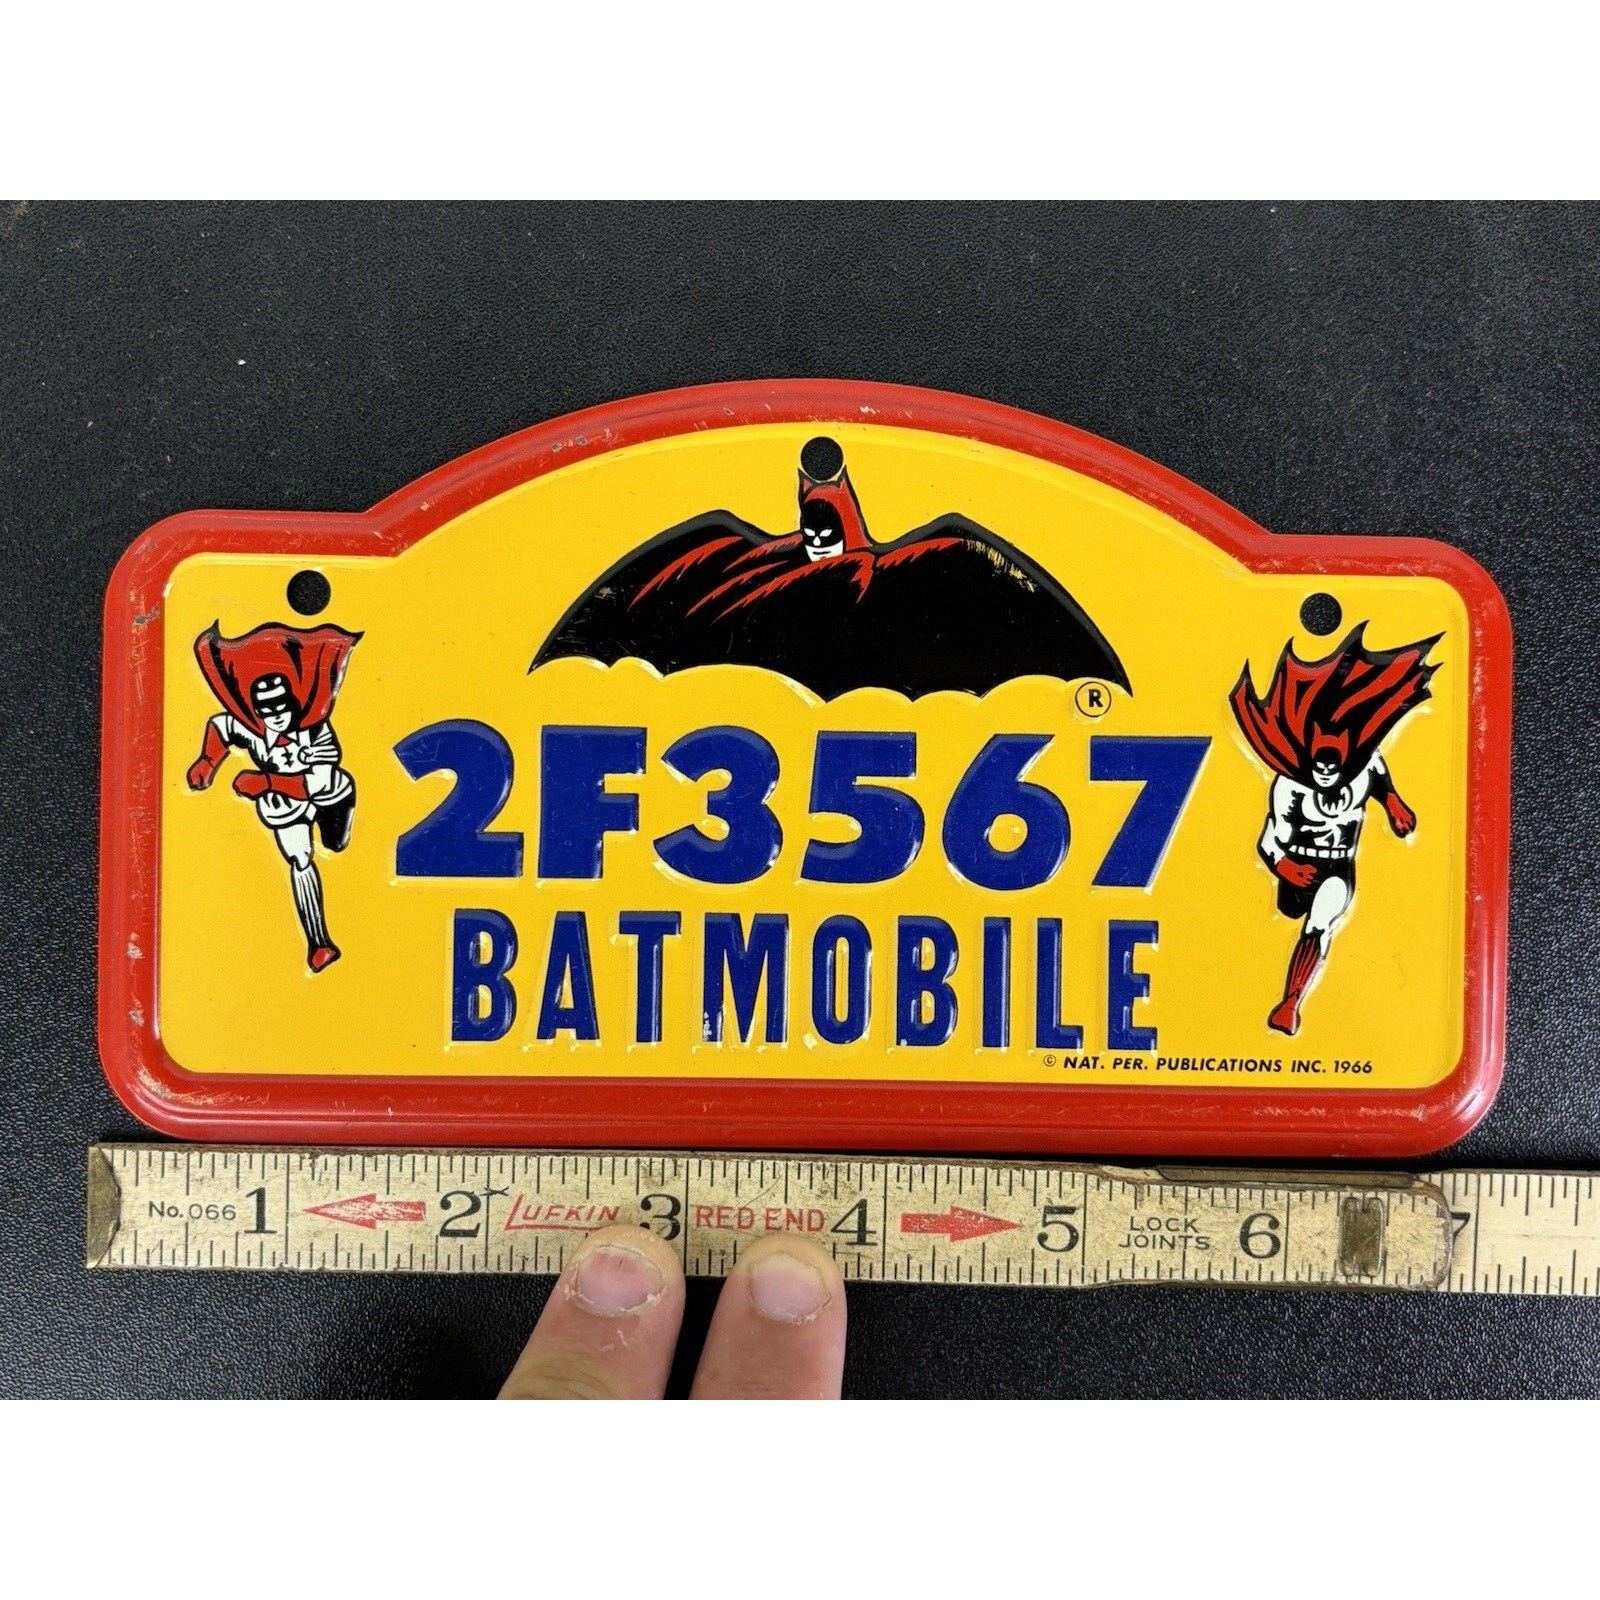 ®
2F3567
BATMOBILE
© NAT. PER. PUBLICATIONS INC. 1966
No. 066 1 2 LUFKIN 3 RED END 4 5 LOCK JOINTS 6 7